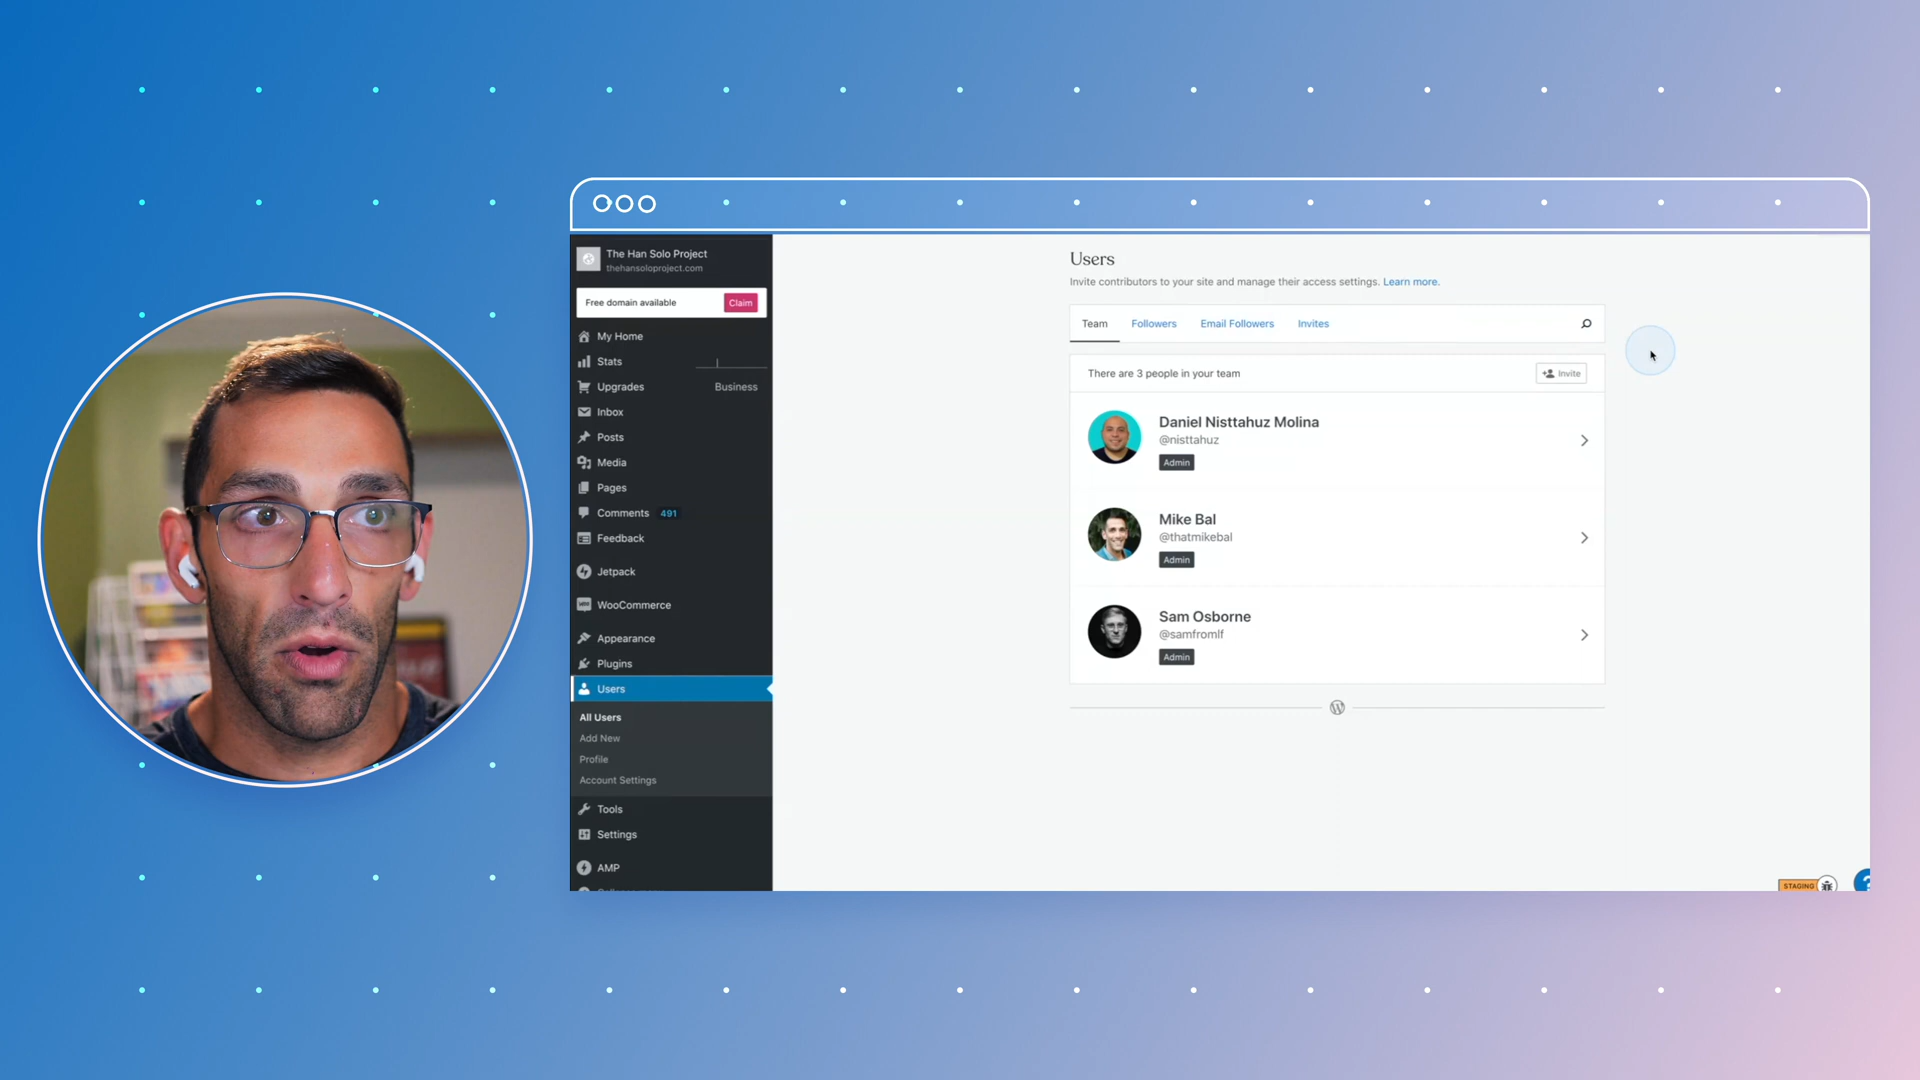 The Han Solo Project
thehansoloproject.com
Free domain available
Claim
My Home
Stats
Upgrades
Business
Inbox
Posts
Media
Pages
Comments 491
Feedback
Jetpack
WooCommerce
Appearance
Plugins
Users
All Users
Add New
Profile
Account Settings
Tools
Settings
AMP
Users
Invite contributors to your site and manage their access settings. Learn more.
Team
Followers
Email Followers
Invites
There are 3 people in your team
Invite
Daniel Nisttahuz Molina
@nisttahuz
Admin
Mike Bal
@thatmikebal
Admin
Sam Osborne
@samfromlf
Admin
STAGING
?